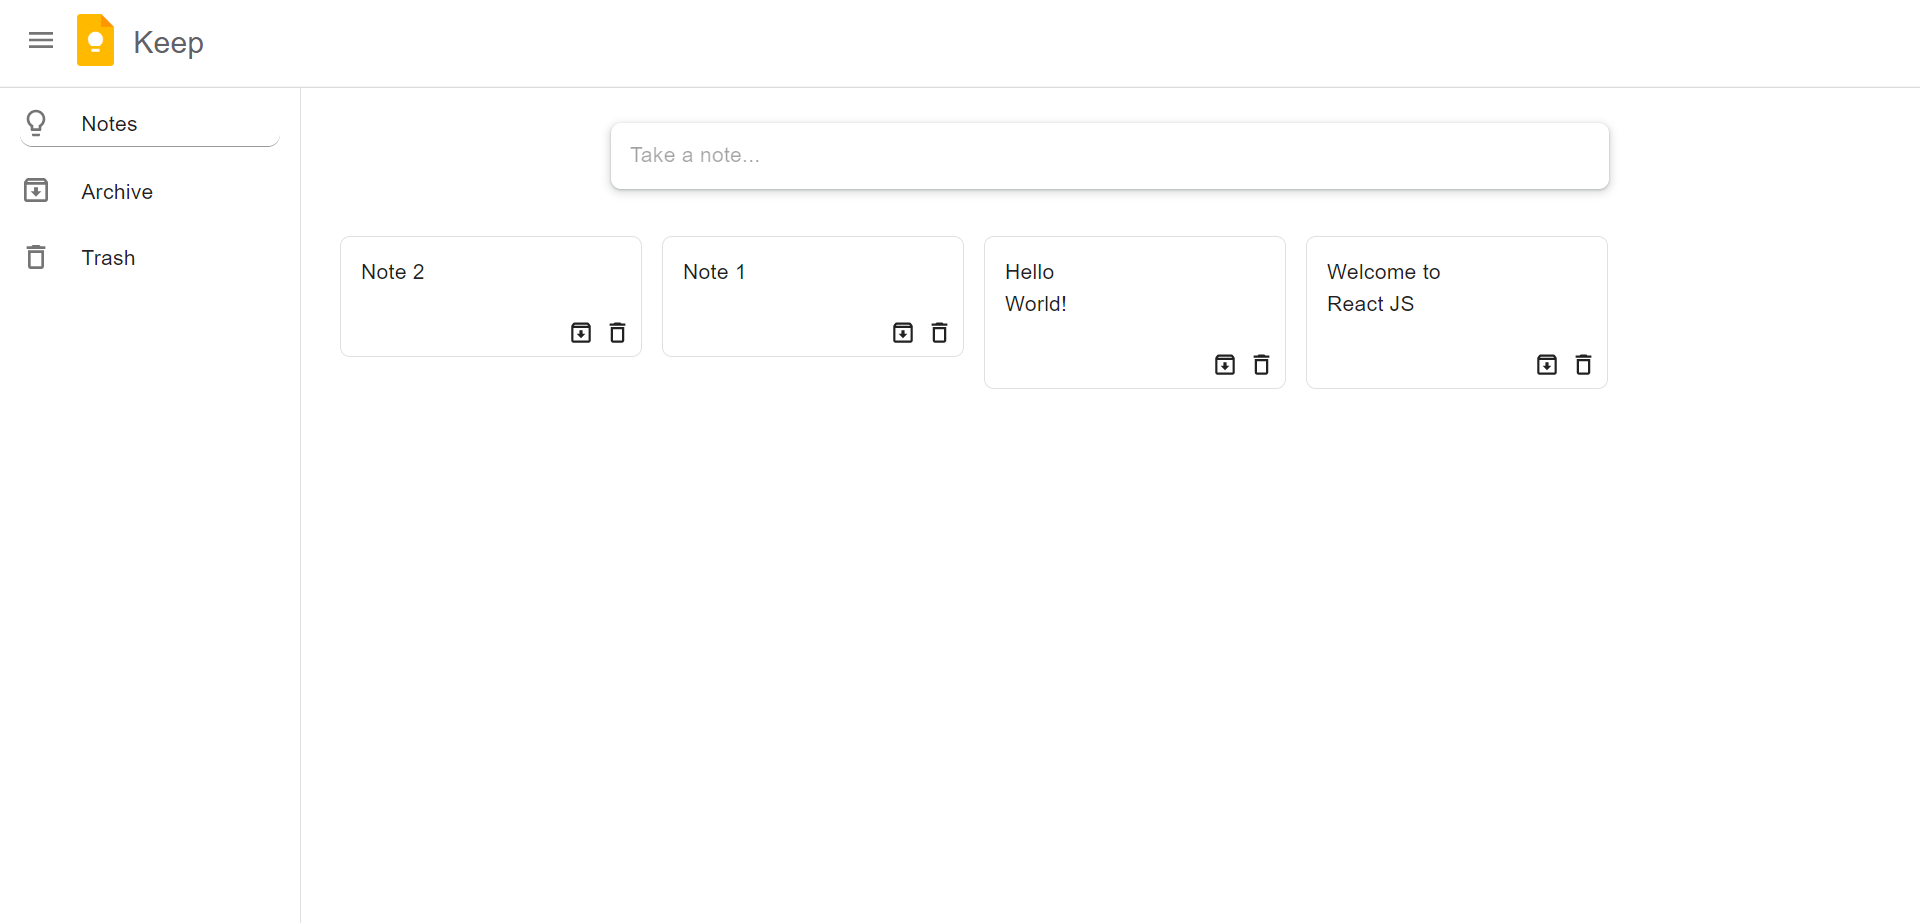 Keep
Notes
Archive
Trash
Take a note...
Note 2
Note 1
Hello
World!
Welcome to
React JS